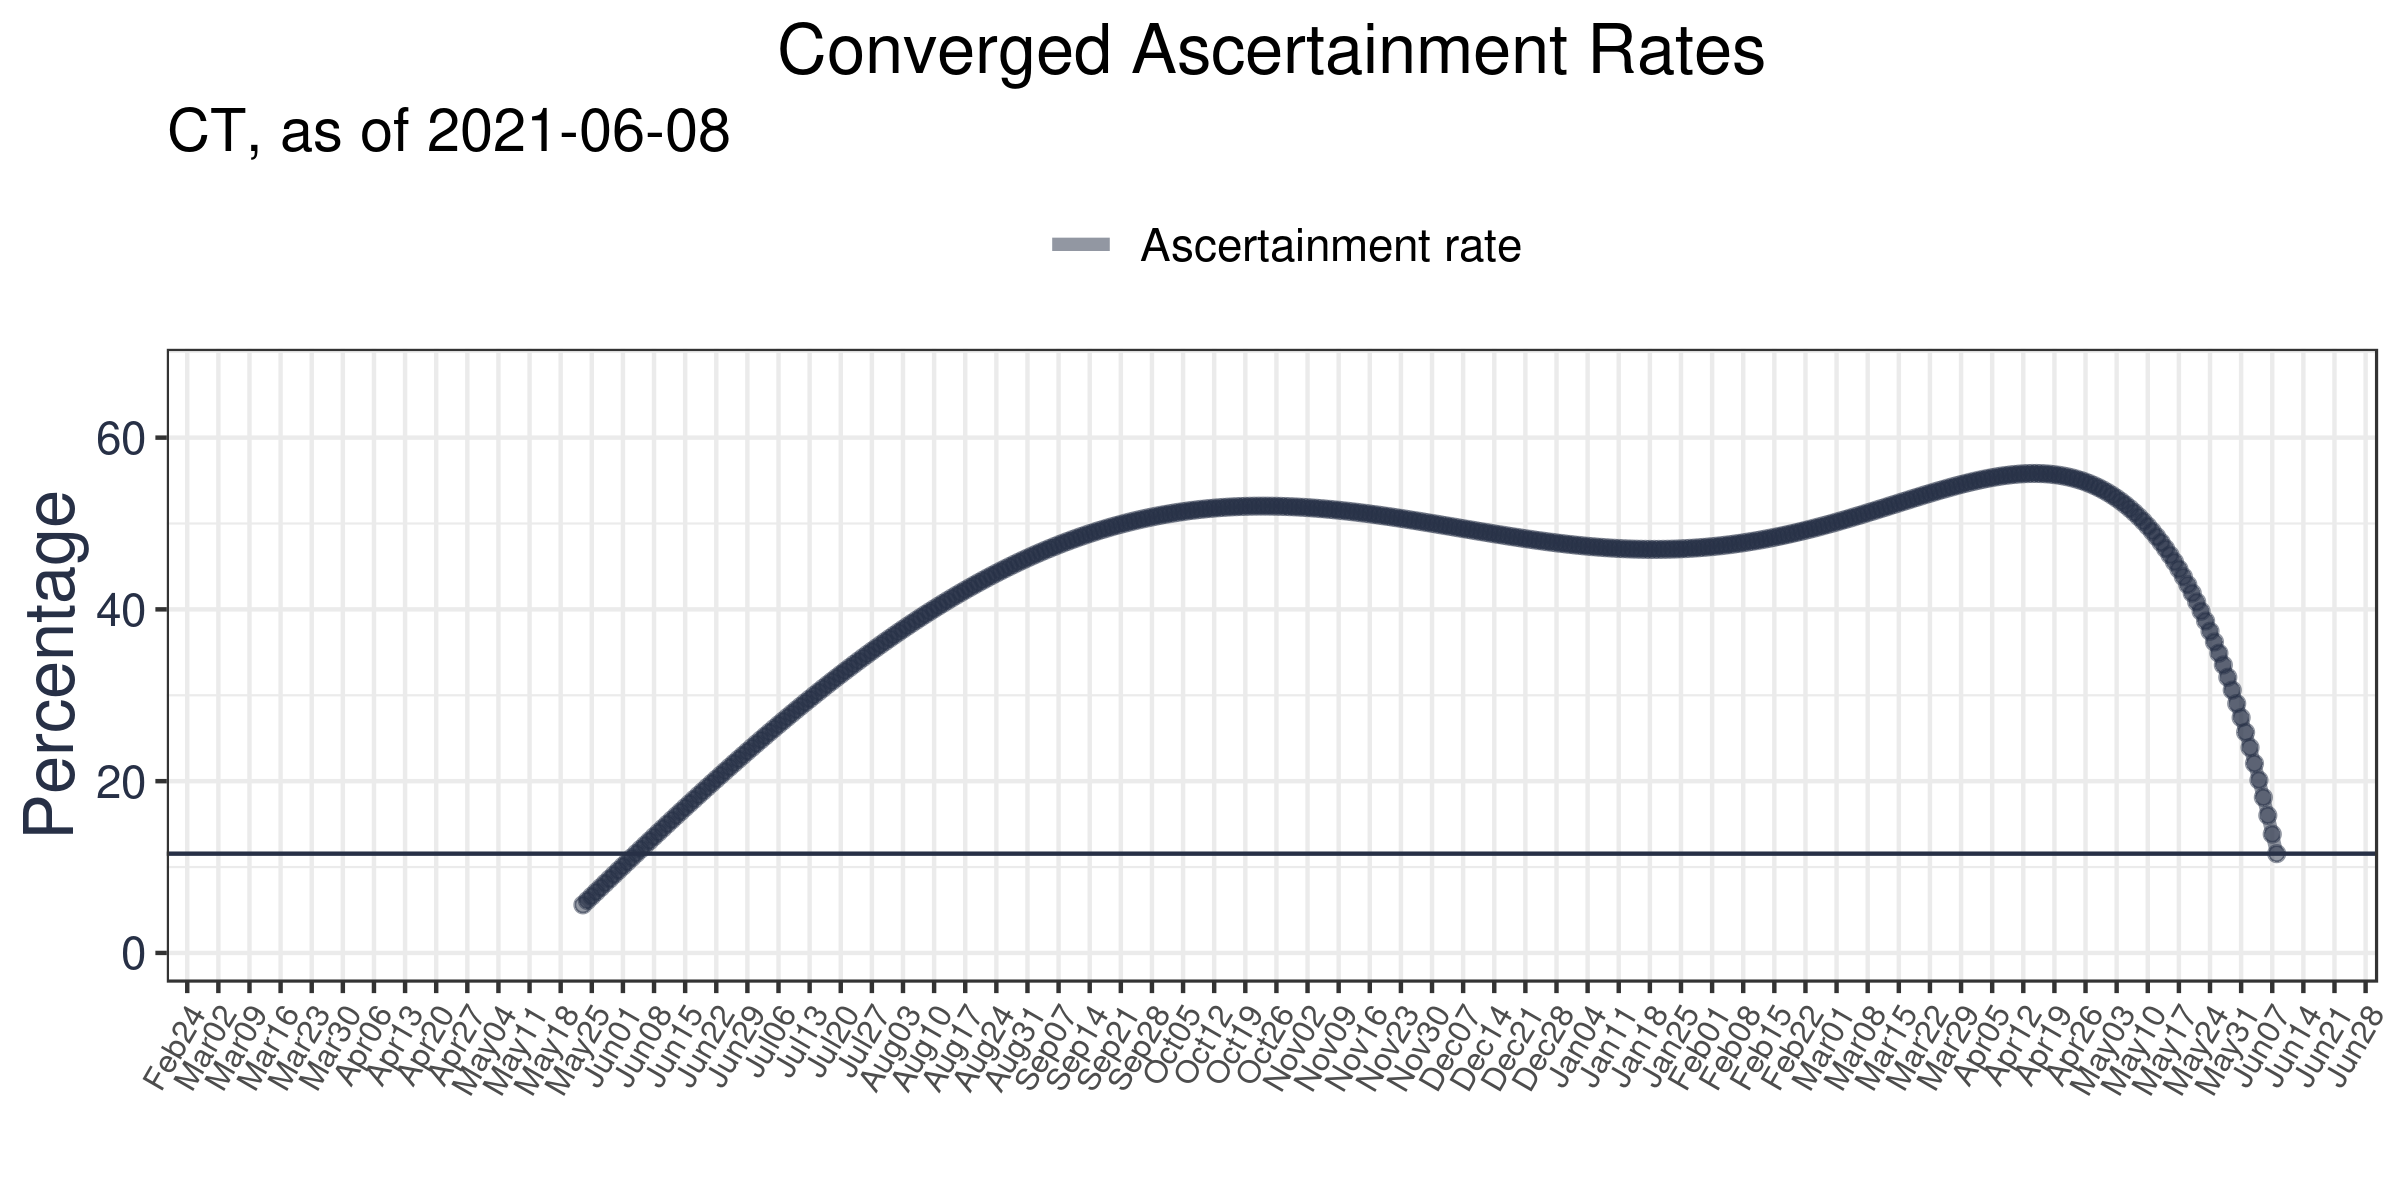 Converged Ascertainment Rates
CT, as of 2021-06-08
Ascertainment rate
Percentage
60
40
20
0
Feb24
Mar02
Mar09
Mar16
Mar23
Mar30
Apr06
Apr13
Apr20
Apr27
May04
May11
May18
May25
Jun01
Jun08
Jun15
Jun22
Jun29
Jul06
Jul13
Jul20
Jul27
Aug03
Aug10
Aug17
Aug24
Aug31
Sep07
Sep14
Sep21
Sep28
Oct05
Oct12
Oct19
Oct26
Nov02
Nov09
Nov16
Nov23
Nov30
Dec07
Dec14
Dec21
Dec28
Jan04
Jan11
Jan18
Jan25
Feb01
Feb08
Feb15
Feb22
Mar01
Mar08
Mar15
Mar22
Mar29
Apr05
Apr12
Apr19
Apr26
May03
May10
May17
May24
May31
Jun07
Jun14
Jun21
Jun28